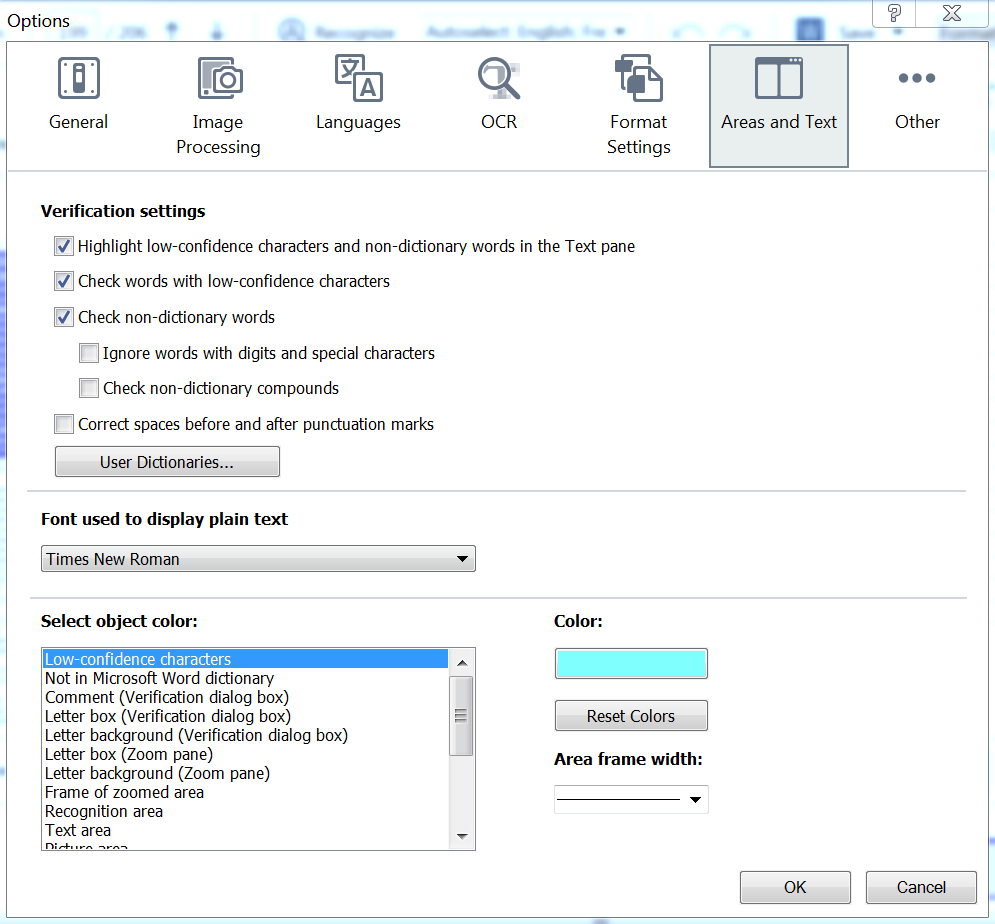 Options
?
General
Image
Processing
Languages
OCR
Format
Settings
Areas and Text
Other
Verification settings
Highlight low-confidence characters and non-dictionary words in the Text pane
Check words with low-confidence characters
Check non-dictionary words
Ignore words with digits and special characters
Check non-dictionary compounds
Correct spaces before and after punctuation marks
User Dictionaries...
Font used to display plain text
Times New Roman
Select object color:
Low-confidence characters
Not in Microsoft Word dictionary
Comment (Verification dialog box)
Letter box (Verification dialog box)
Letter background (Verification dialog box)
Letter box (Zoom pane)
Letter background (Zoom pane)
Frame of zoomed area
Recognition area
Text area
Picture area
Color:
Reset Colors
Area frame width:
OK
Cancel